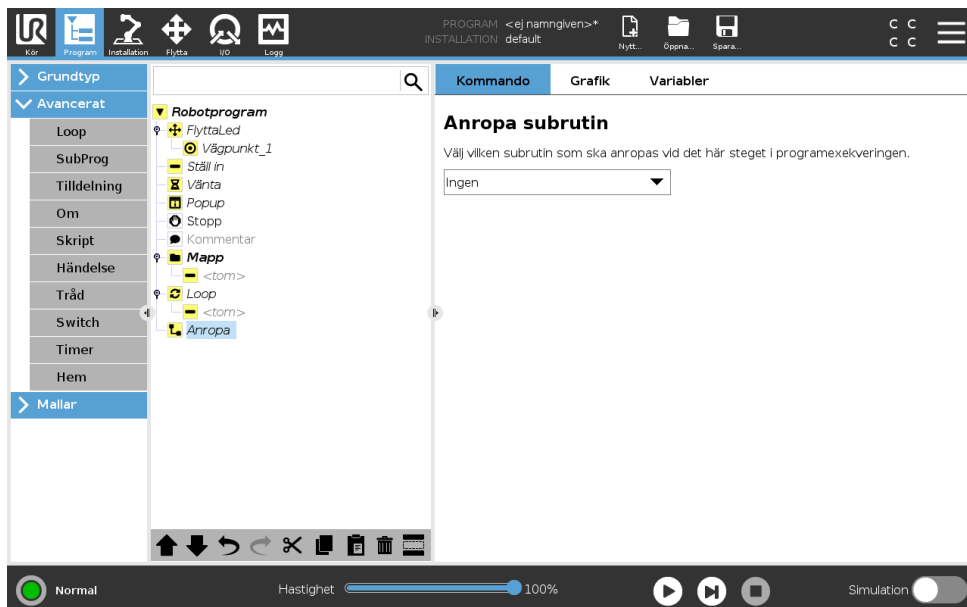 PROGRAM <ej namngiven>*
INSTALLATION default
UR
Kör
Program
Installation
Flytta
I/O
Logg
Nytt...
Öppna...
Spara...
C C
C C
Grundtyp
Avancerat
Loop
SubProg
Tilldelning
Om
Skript
Händelse
Tråd
Switch
Timer
Hem
Mallar
Robotprogram
FlyttaLed
Vägpunkt_1
Ställ in
Vänta
Popup
Stopp
Kommentar
Mapp
<tom>
Loop
<tom>
Anropa
Kommando
Grafik
Variabler
Anropa subrutin
Välj vilken subrutin som ska anropas vid det här steget i programexekveringen.
Ingen
Normal
Hastighet
100%
Simulation